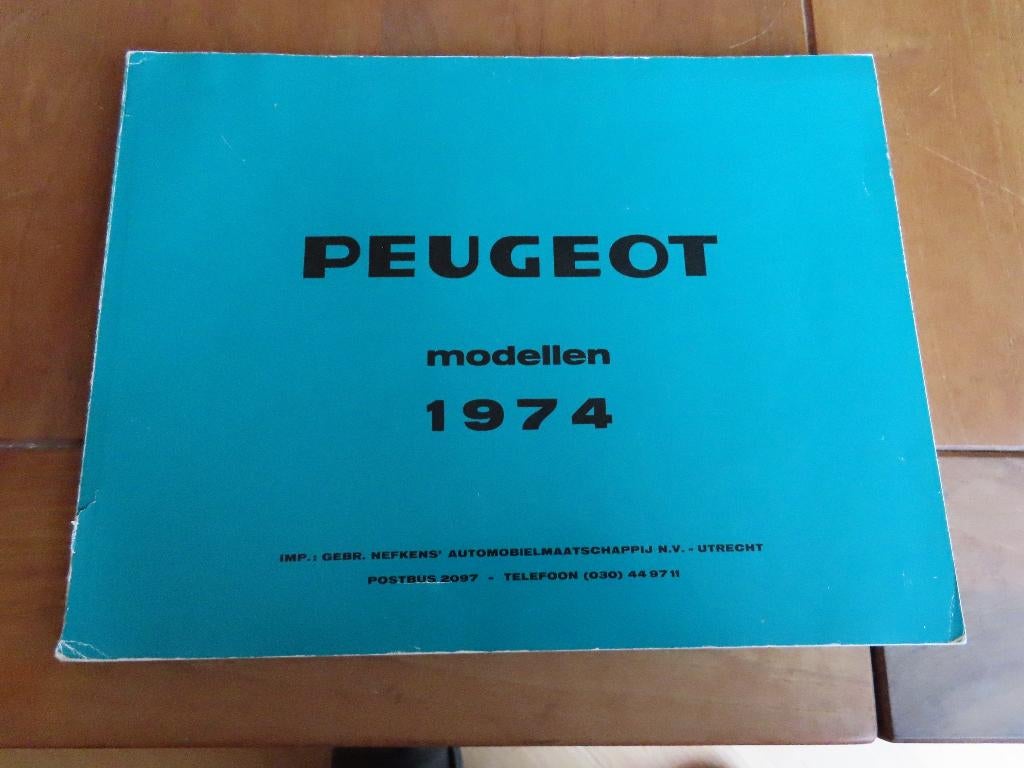 PEUGEOT
modellen
1974
IMP.: GEBR. NEFKENS' AUTOMOBIELMAATSCHAPPIJ N.V. - UTRECHT
POSTBUS 2097 - TELEFOON (030) 44 97 11